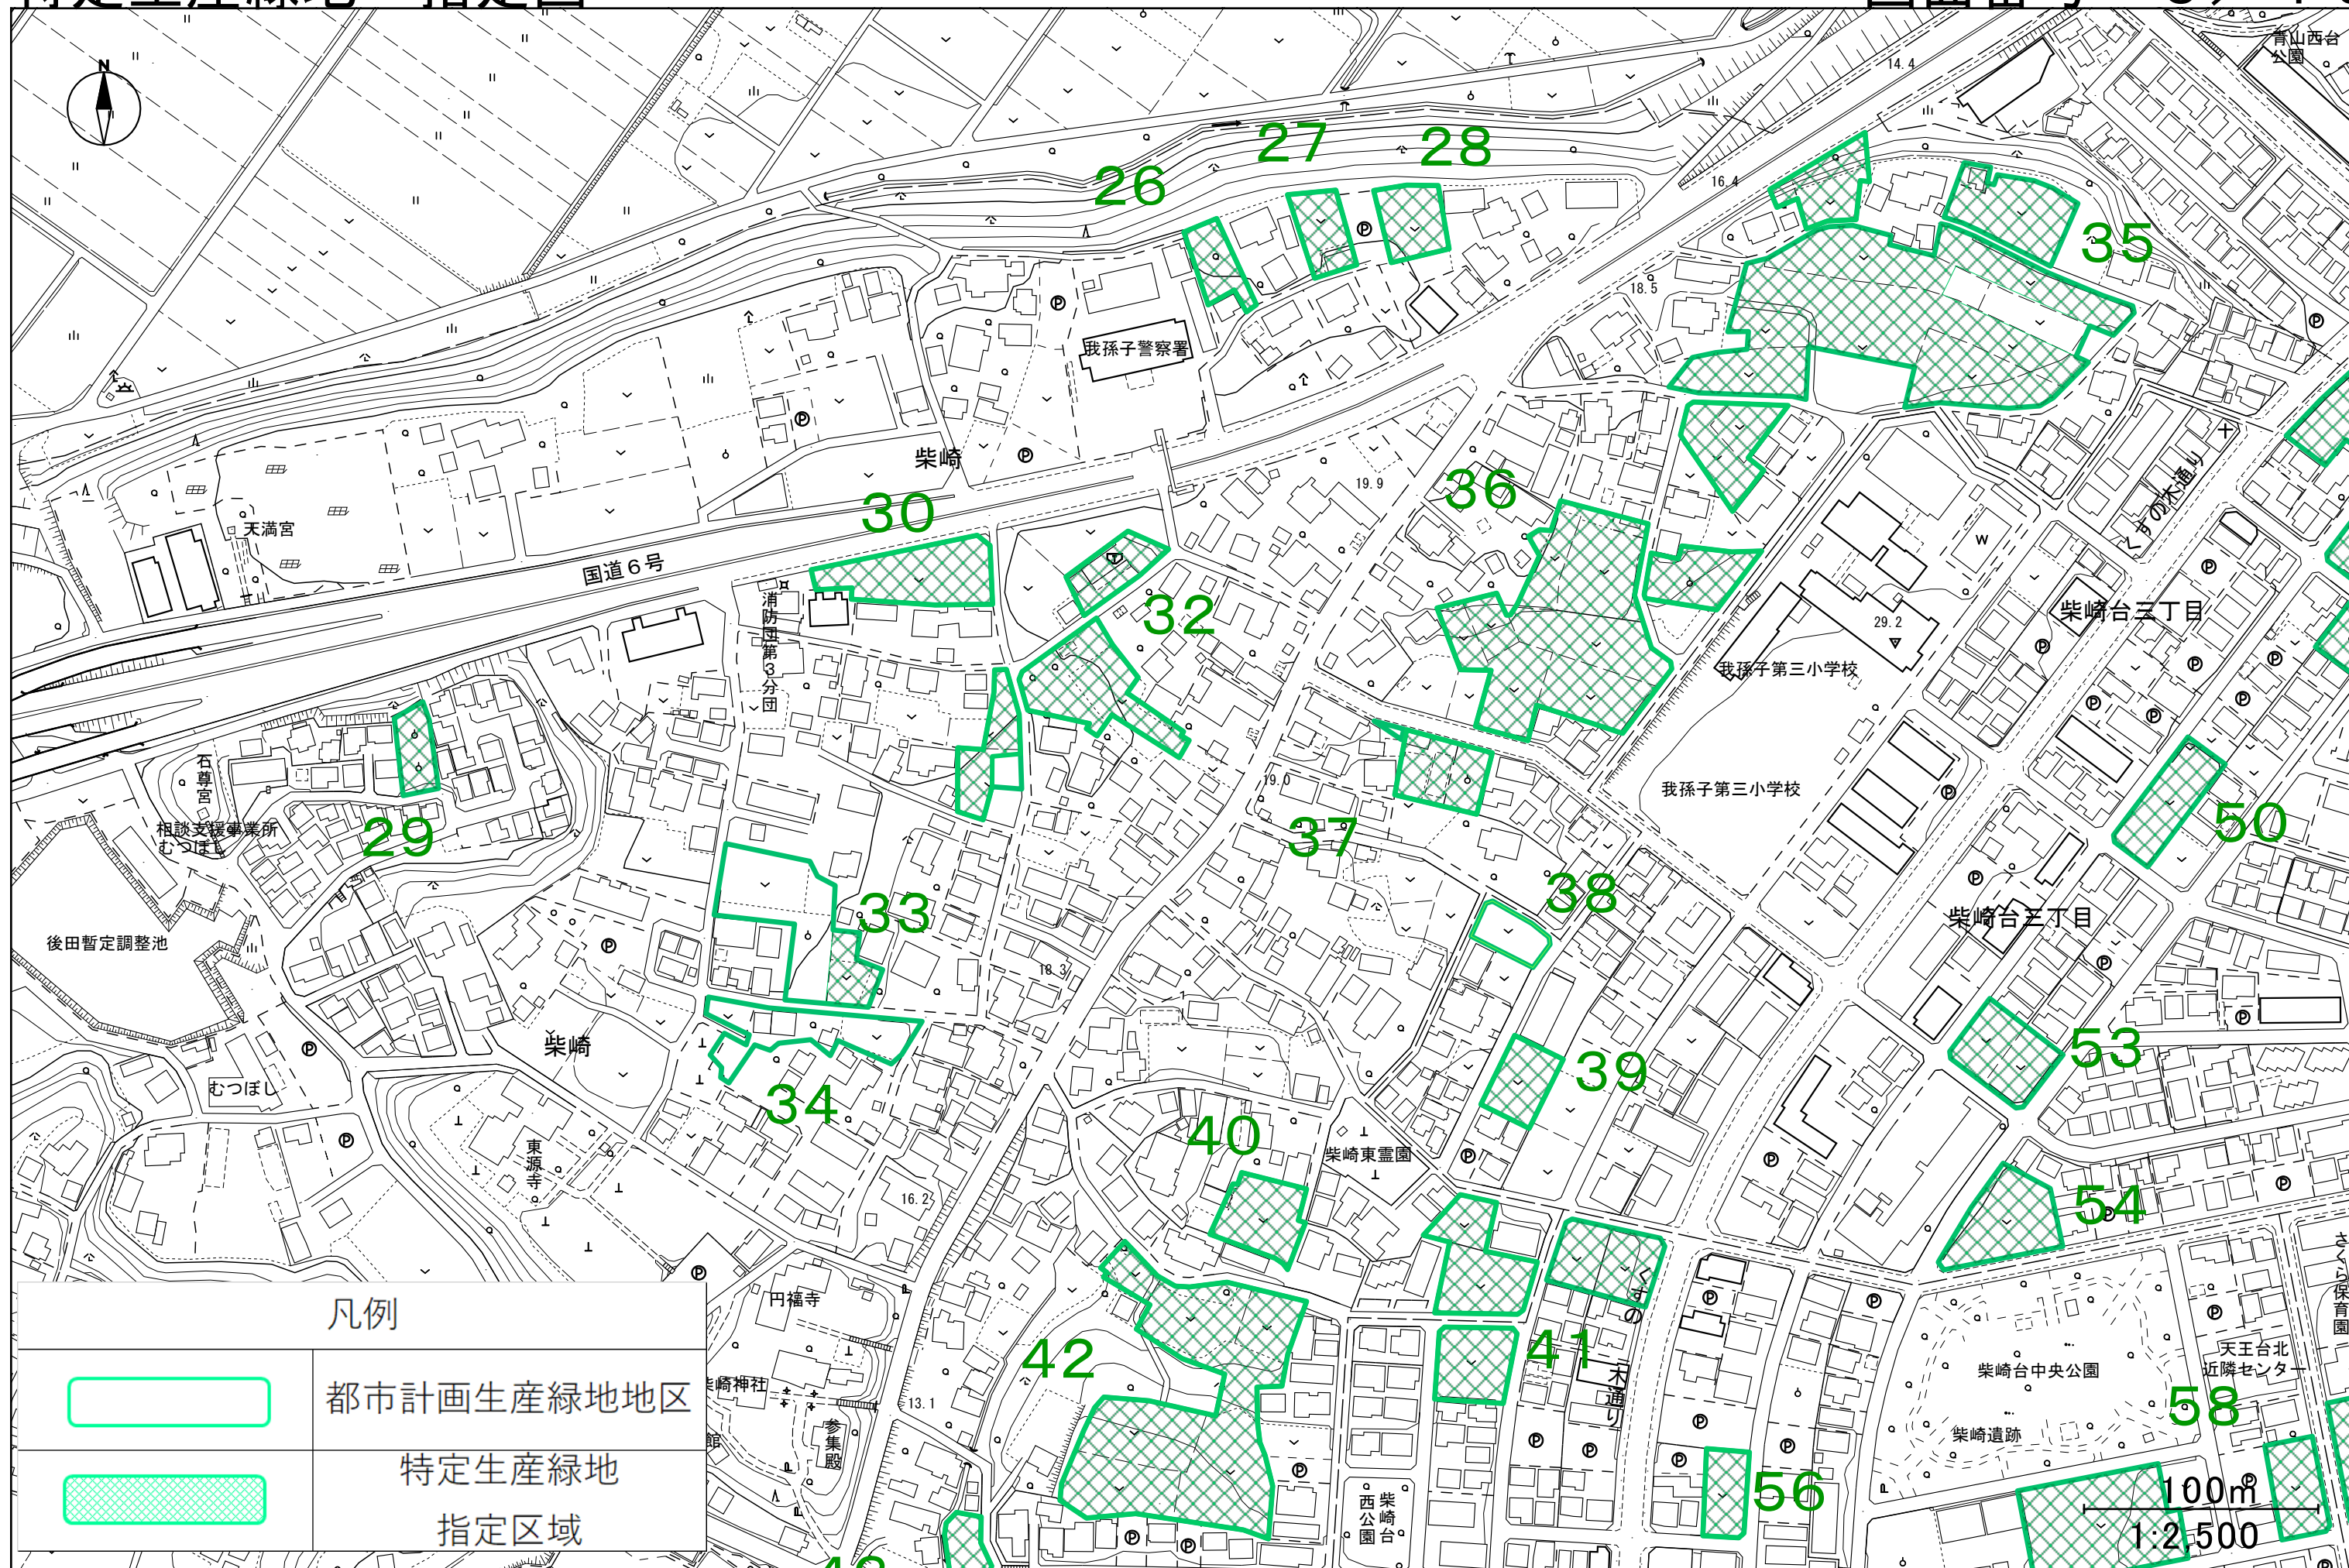 特定生産緑地 指定図
青山西台
公園
N
14.4
27
28
26
16.4
35
18.5
我孫子警察署
柴崎
19.9
36
30
天満宮
国道6号
くすの木通り
W
消防団第3分団
32
柴崎台三丁目
29.2
我孫子第三小学校
石尊宮
19.0
我孫子第三小学校
相談支援事業所
むつぼし
29
37
50
38
33
柴崎台三丁目
後田暫定調整池
18.3
柴崎
39
53
むつぼし
34
40
東源寺
柴崎東霊園
16.2
54
さくら保育園
円福寺
くすの
木通り
42
41
天王台北
近隣センター
柴崎台中央公園
柴崎神社
58
13.1
参集殿
館
柴崎遺跡
56
柴崎台
西公園
100m
1:2,500
凡例
都市計画生産緑地地区
特定生産緑地
指定区域